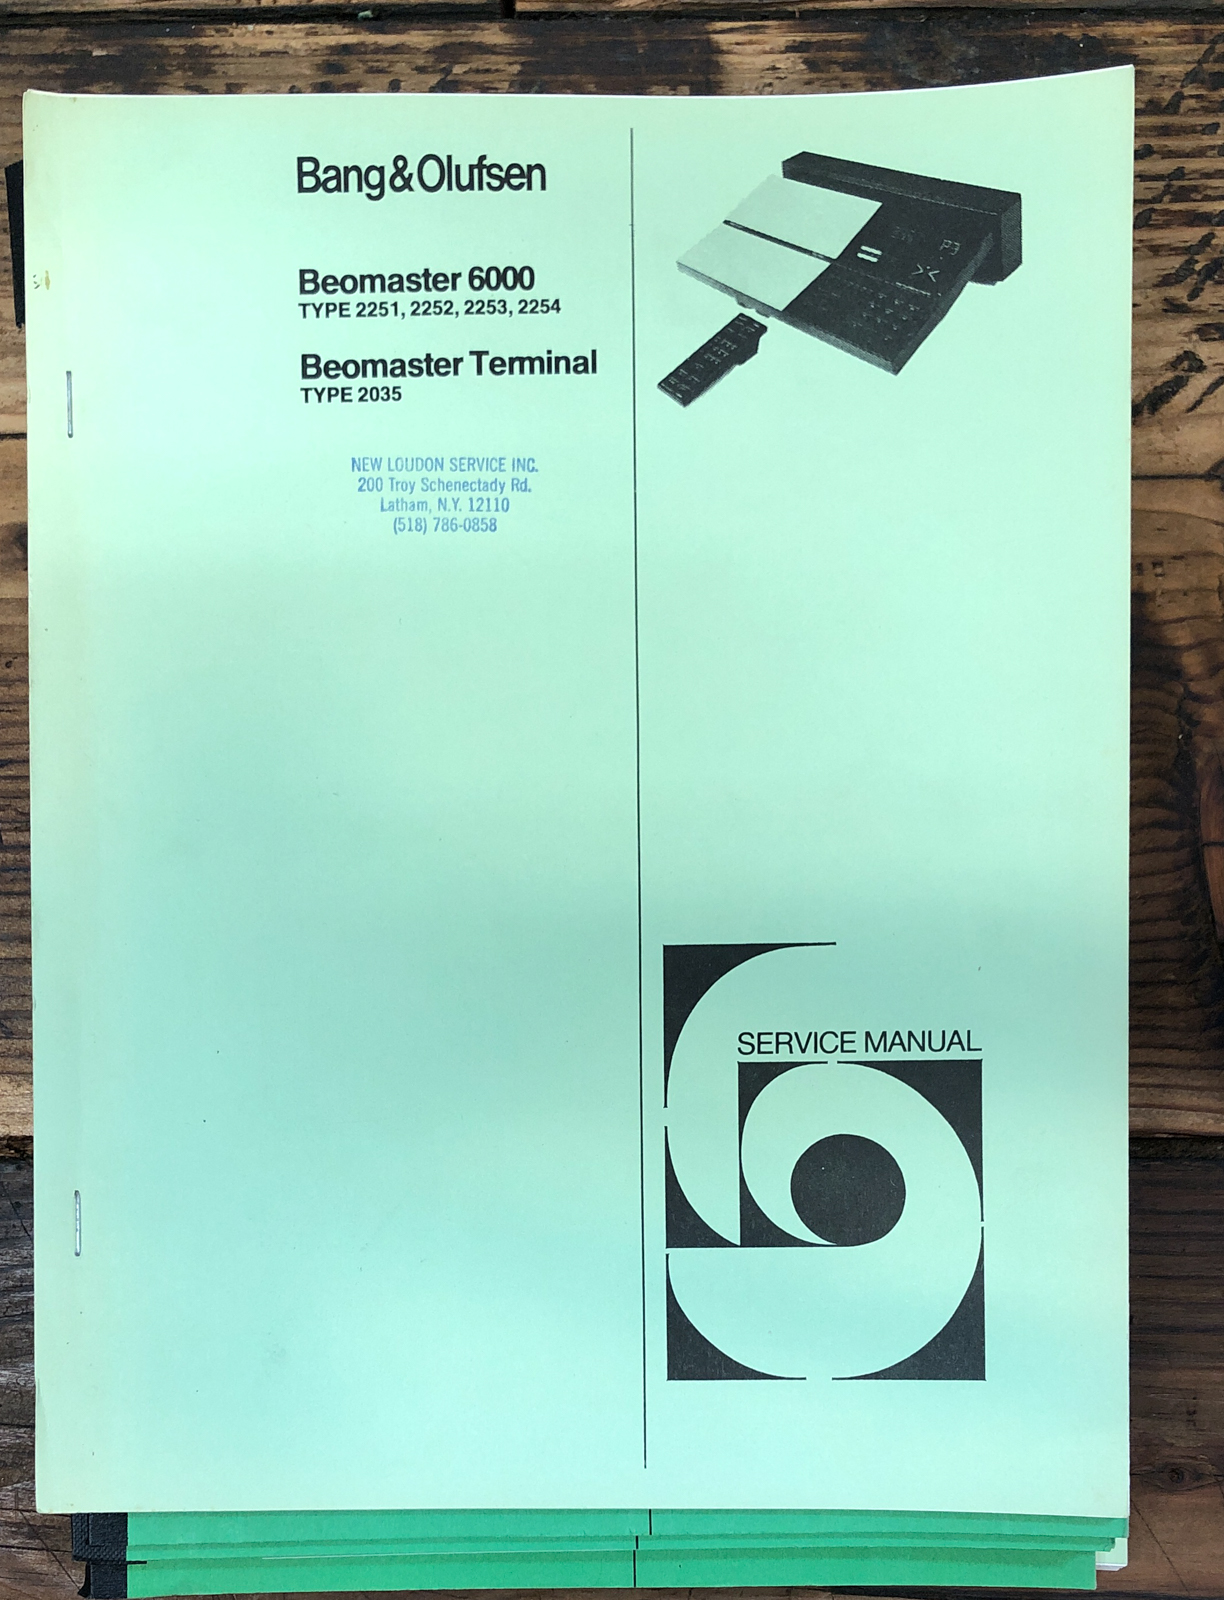 Bang&Olufsen
Beomaster 6000
TYPE 2251, 2252, 2253, 2254
Beomaster Terminal
TYPE 2035
NEW LOUDON SERVICE INC.
200 Troy Schenectady Rd.
Latham, N.Y. 12110
(518) 786-0858
P3
SERVICE MANUAL